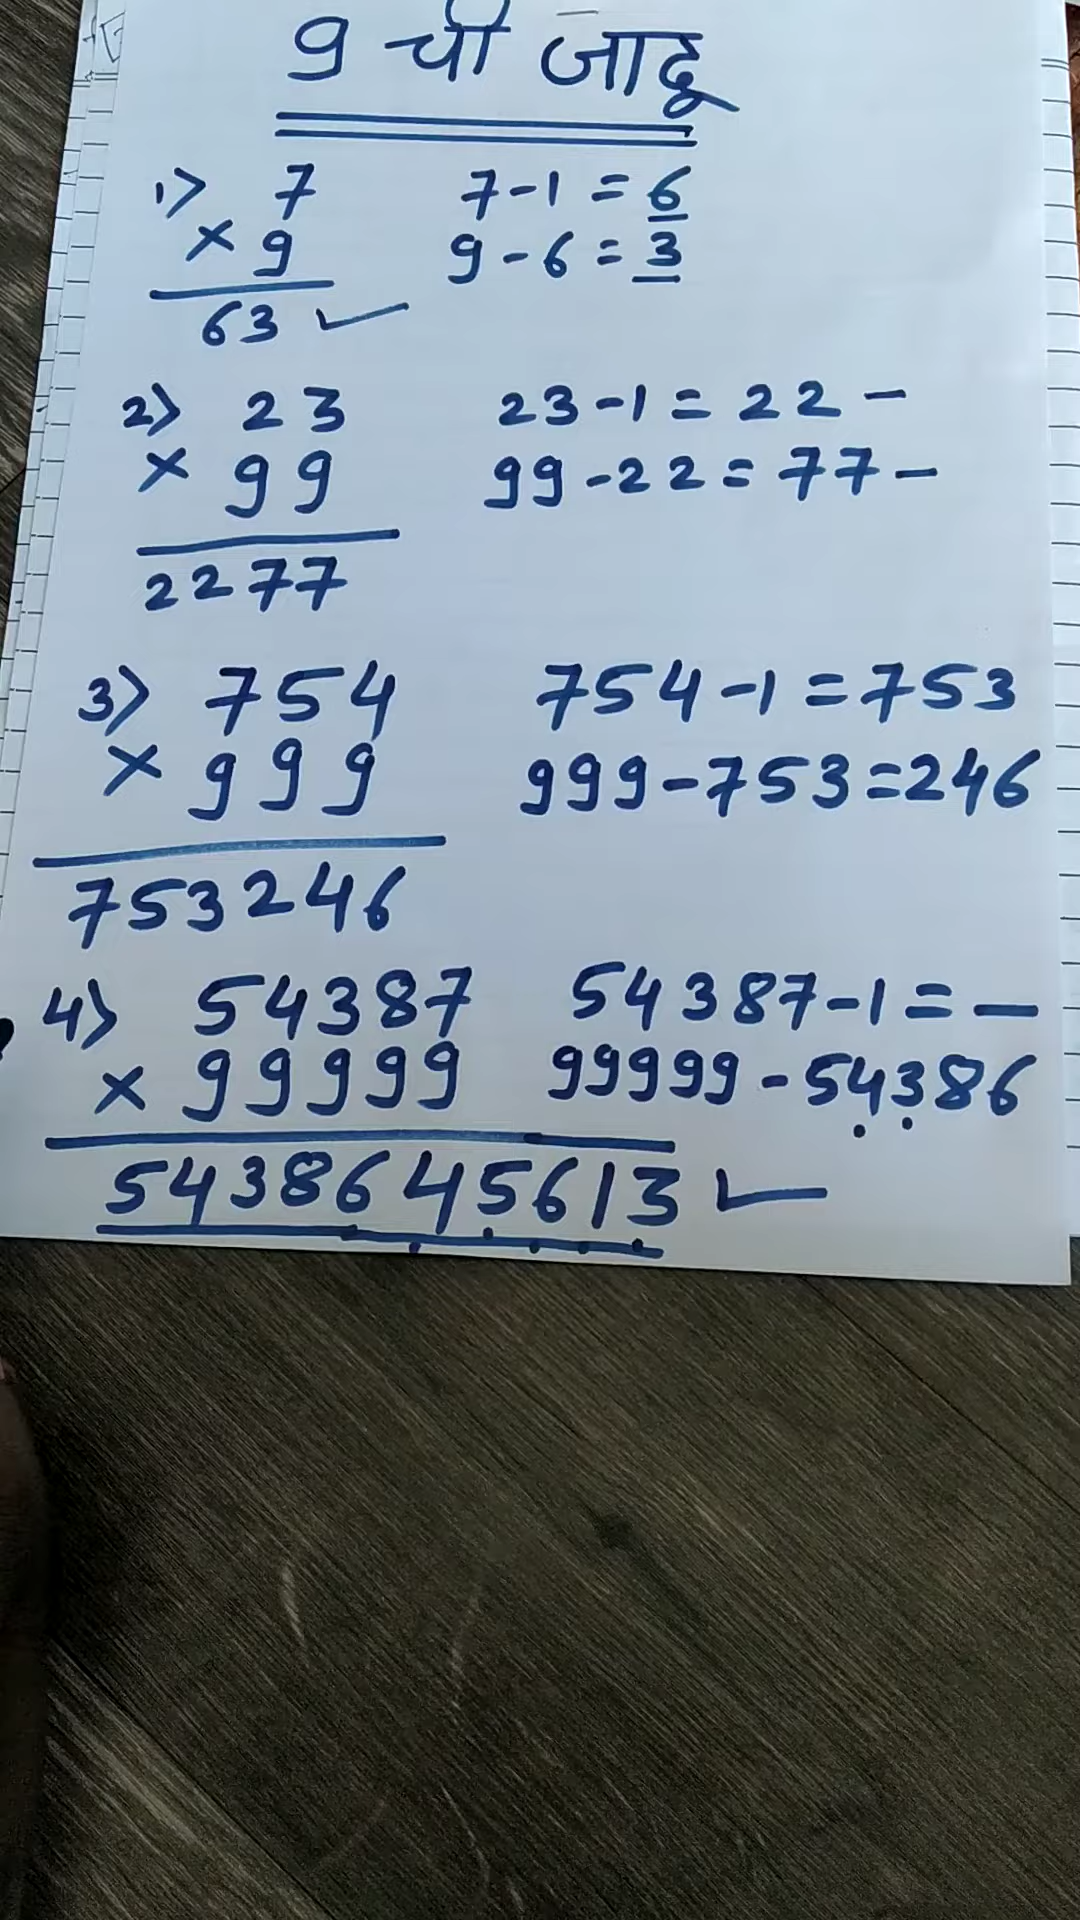 9 ची जादू
1) 7 7-1 = 6
× 9 9-6 = 3
63 ✓
2) 23 23-1 = 22 -
× 99 99-22 = 77 -
2277
3) 754 754-1 = 753
× 999 999-753 = 246
753246
4) 54387 54387-1 = —
× 99999 99999-54386
5438645613 ✓